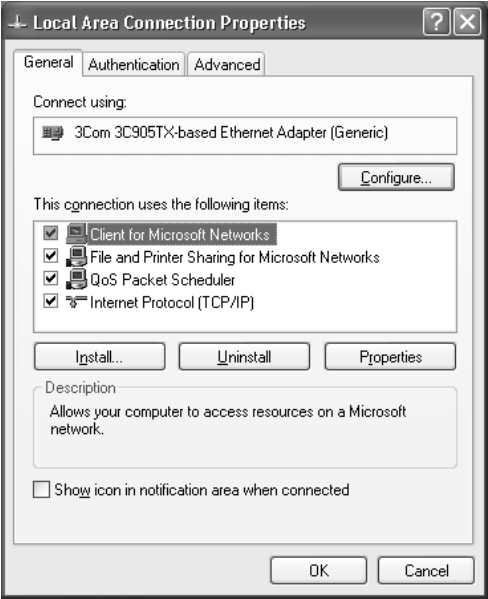 Local Area Connection Properties
General Authentication Advanced
Connect using:
3Com 3C905TX-based Ethernet Adapter (Generic)
Configure...
This connection uses the following items:
Client for Microsoft Networks
File and Printer Sharing for Microsoft Networks
QoS Packet Scheduler
Internet Protocol (TCP/IP)
Install... Uninstall Properties
Description
Allows your computer to access resources on a Microsoft
network.
Show icon in notification area when connected
OK Cancel